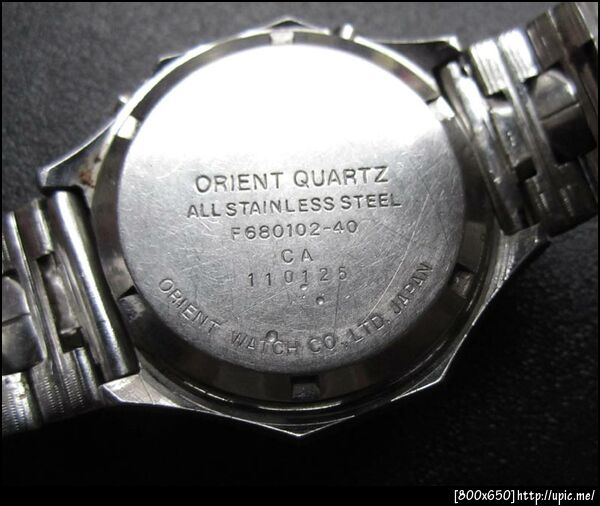 ORIENT QUARTZ
ALL STAINLESS STEEL
F680102-40
CA
110125
ORIENT WATCH CO.,LTD. JAPAN
[800x650]http://upic.me/